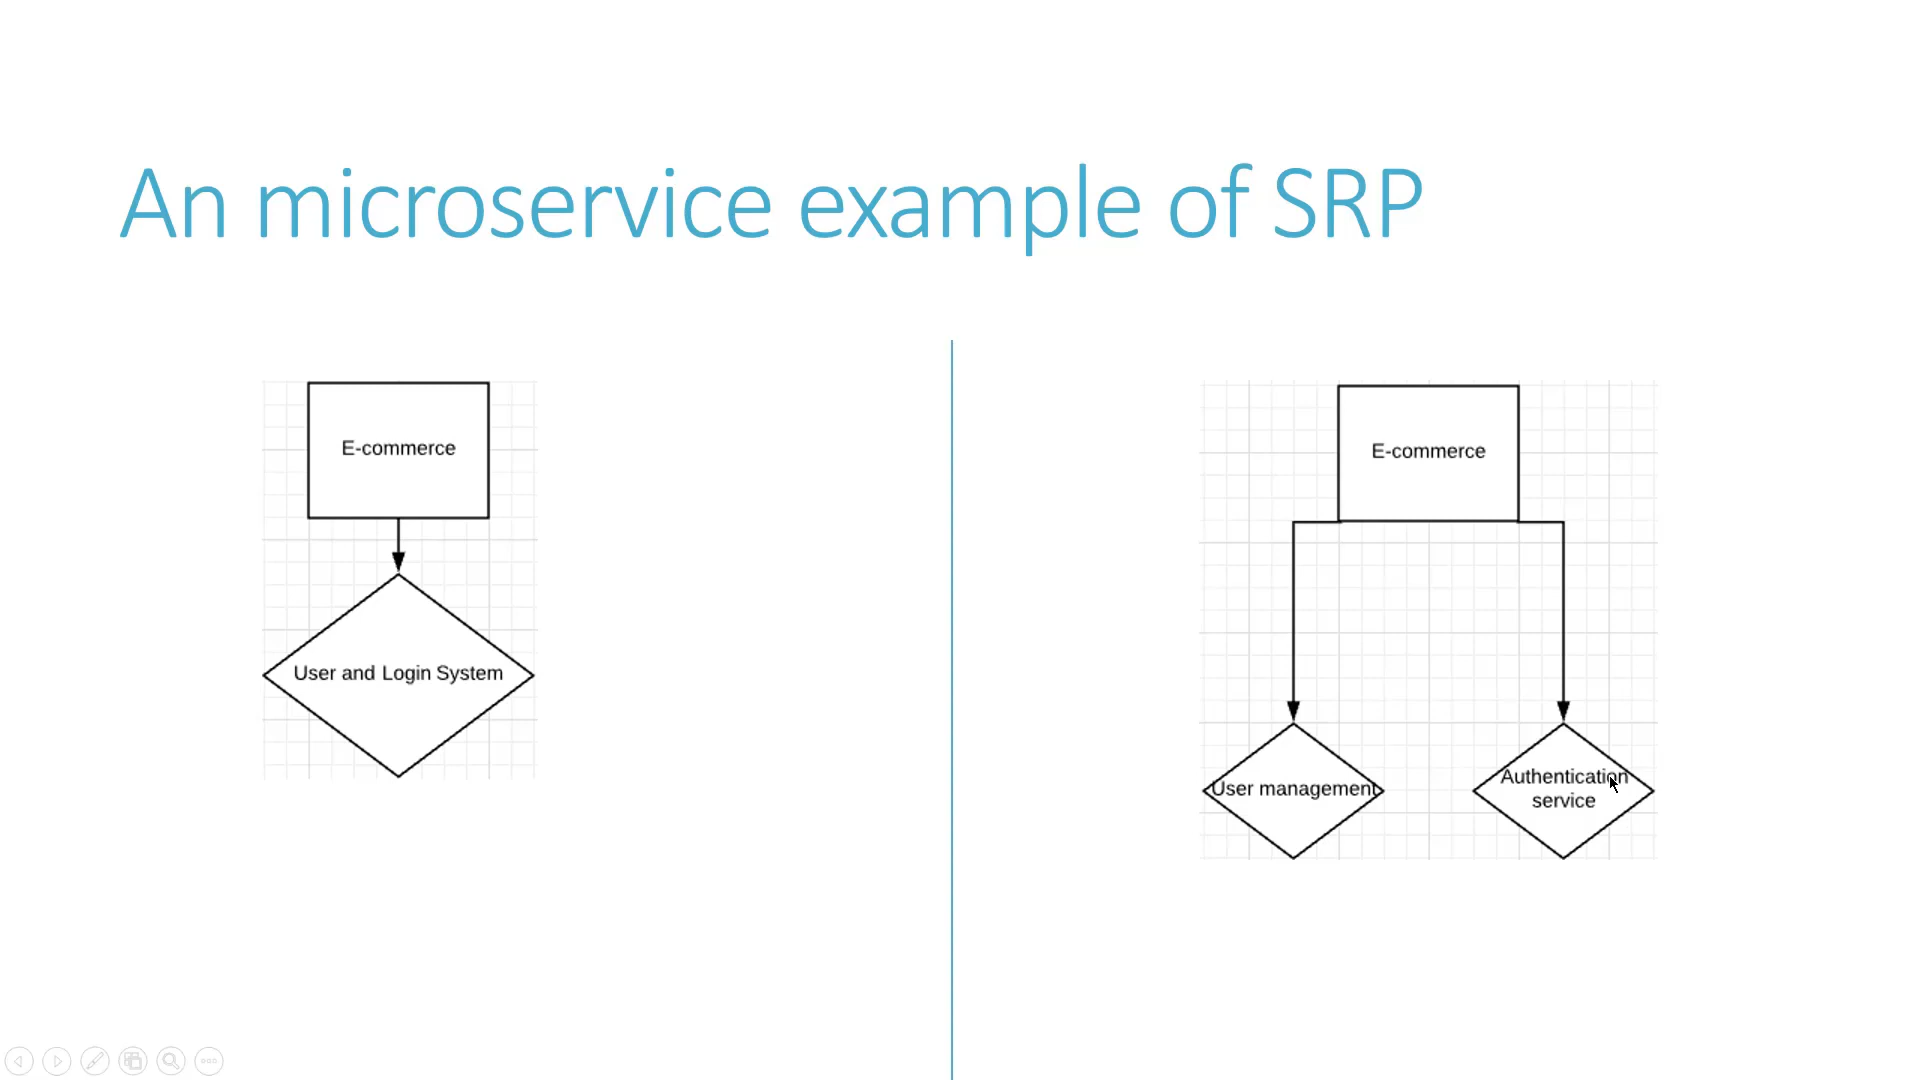 An microservice example of SRP
E-commerce
User and Login System
E-commerce
User management
Authentication
service